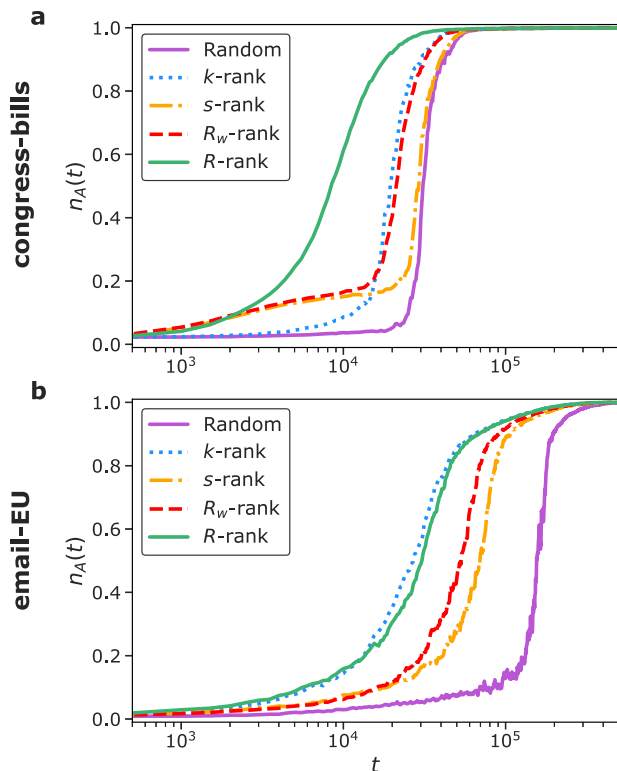 a
congress-bills
n_A(t)
1.0
0.8
0.6
0.4
0.2
0.0
Random
k-rank
s-rank
R_w-rank
R-rank
10^3
10^4
10^5
b
email-EU
n_A(t)
1.0
0.8
0.6
0.4
0.2
0.0
Random
k-rank
s-rank
R_w-rank
R-rank
10^3
10^4
10^5
t